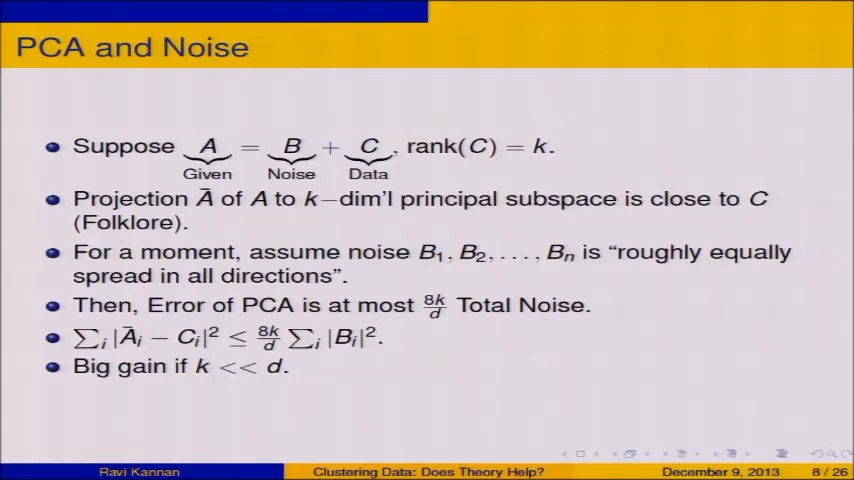 PCA and Noise
Suppose A = B + C, rank(C) = k.
Given Noise Data
Projection Ā of A to k−dim'l principal subspace is close to C
(Folklore).
For a moment, assume noise B₁, B₂, . . . , Bₙ is “roughly equally
spread in all directions”.
Then, Error of PCA is at most 8k/d Total Noise.
∑ᵢ |Āᵢ − Cᵢ|² ≤ 8k/d ∑ᵢ |Bᵢ|².
Big gain if k << d.
Ravi Kannan Clustering Data: Does Theory Help? December 9, 2013 8 / 26